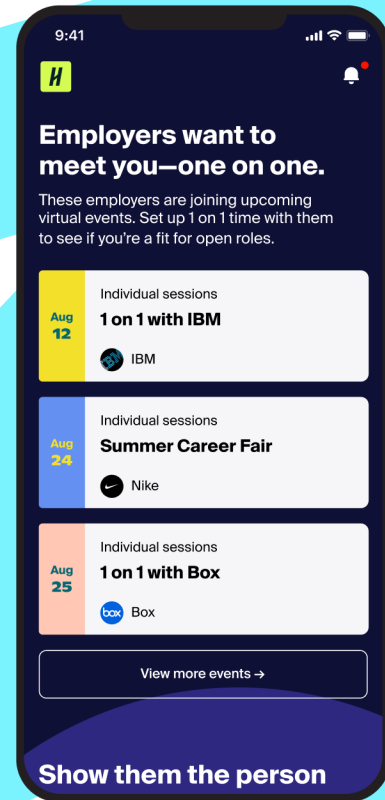 9:41
H
Employers want to
meet you—one on one.
These employers are joining upcoming
virtual events. Set up 1 on 1 time with them
to see if you're a fit for open roles.
Aug
12
Individual sessions
1 on 1 with IBM
IBM
Aug
24
Individual sessions
Summer Career Fair
Nike
Aug
25
Individual sessions
1 on 1 with Box
box
Box
View more events →
Show them the person